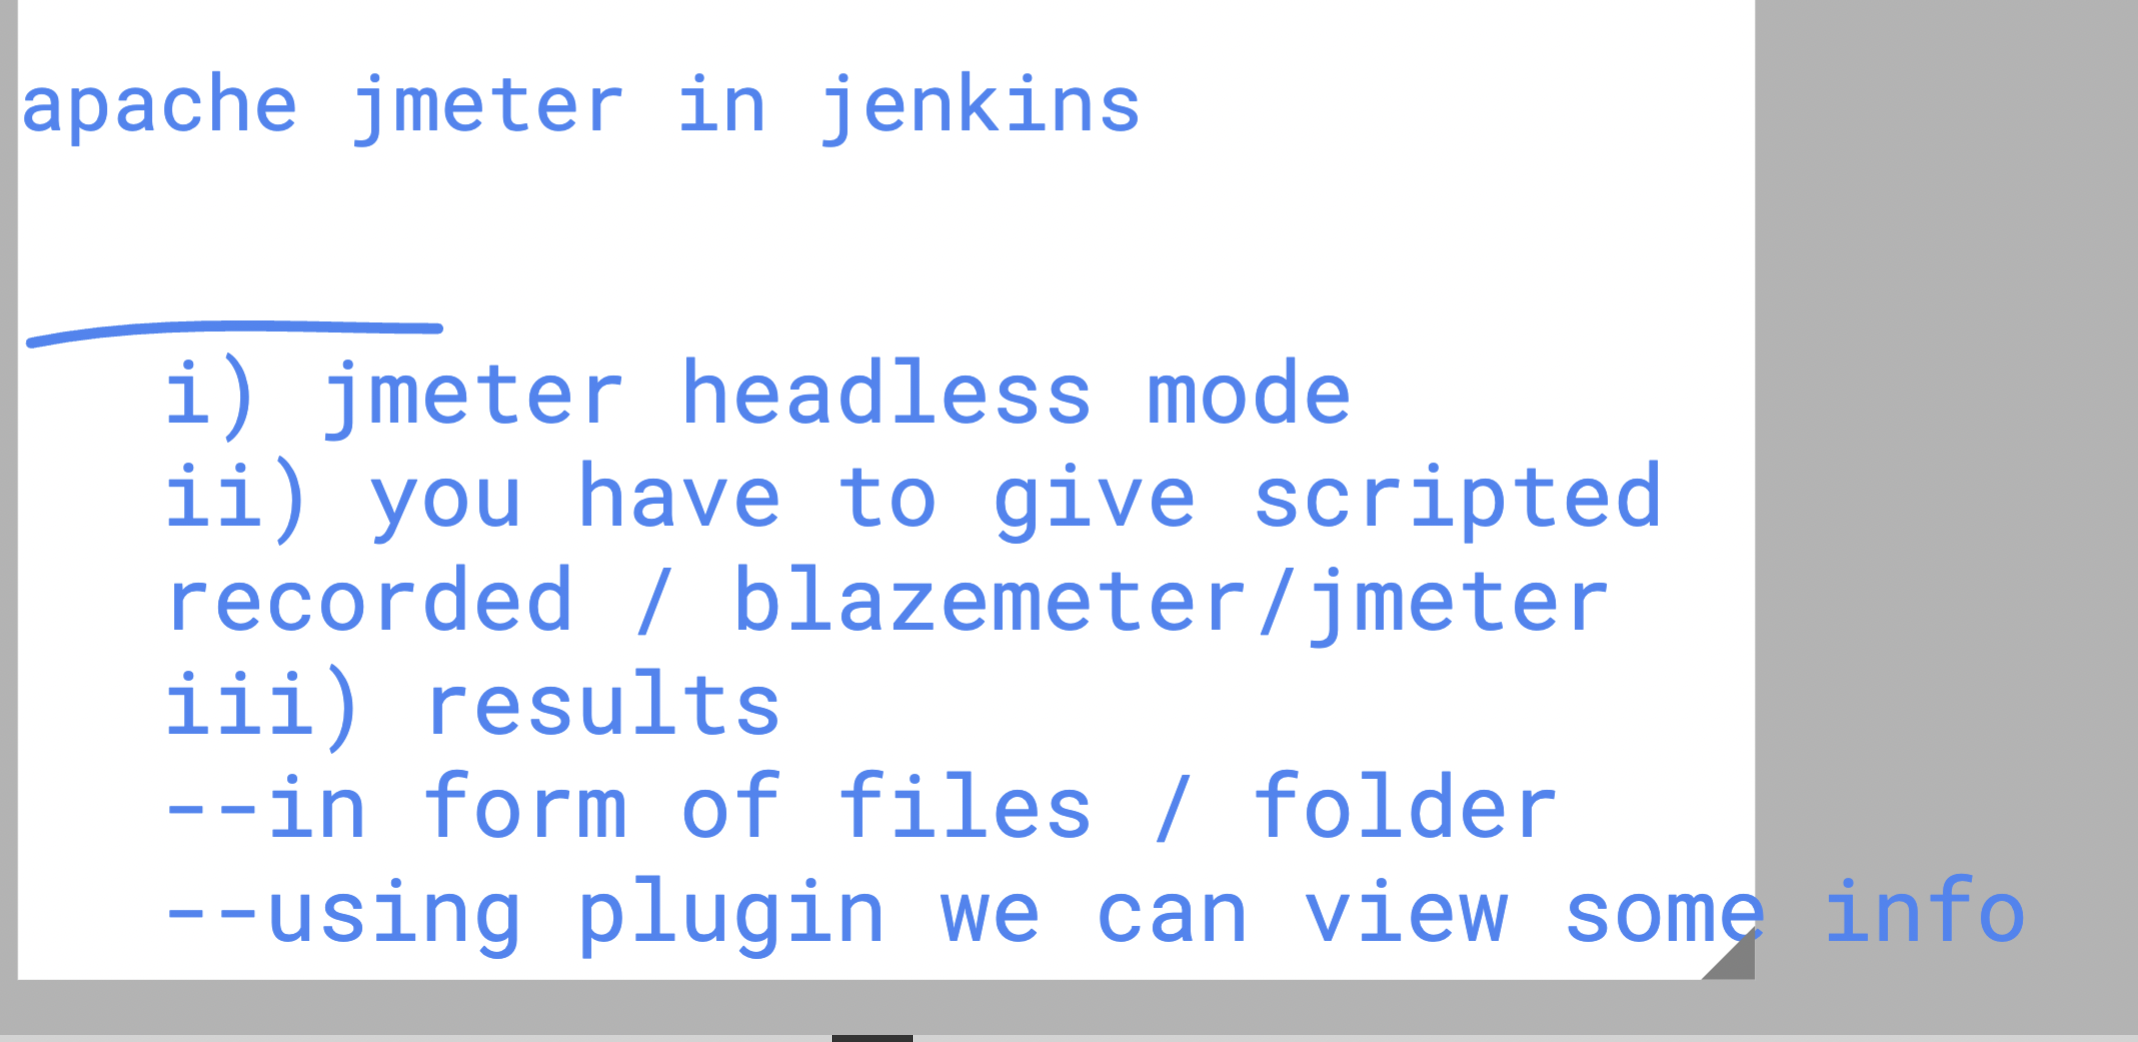 apache jmeter in jenkins
i) jmeter headless mode
ii) you have to give scripted
recorded / blazemeter/jmeter
iii) results
--in form of files / folder
--using plugin we can view some info